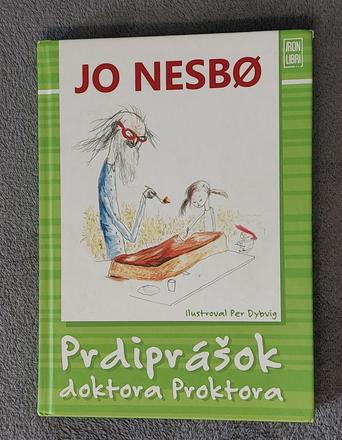 IRON
LIBRI
JO NESBØ
Ilustroval Per Dybvig
Prdiprášok
doktora Proktora